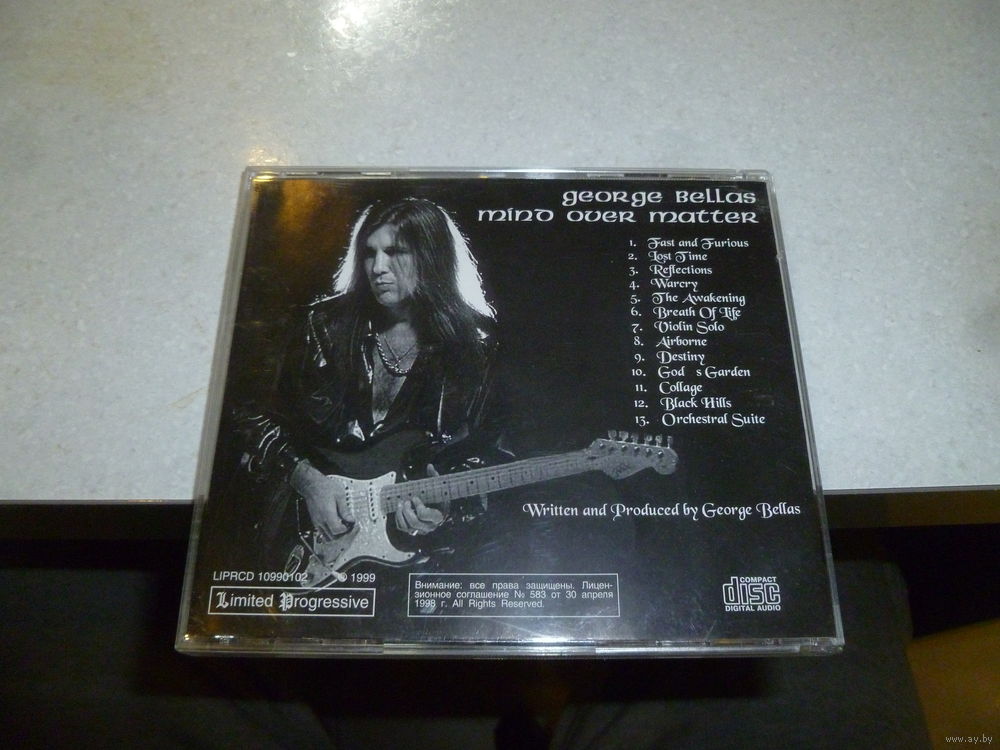 George Bellas
Mind Over Matter
1. Fast and Furious
2. Lost Time
3. Reflections
4. Warcry
5. The Awakening
6. Breath Of Life
7. Violin Solo
8. Airborne
9. Destiny
10. God s Garden
11. Collage
12. Black Hills
13. Orchestral Suite
Written and Produced by George Bellas
LIPRCD 10990102 © 1999
Limited Progressive
Внимание: все права защищены. Лицен-
зионное соглашение № 583 от 30 апреля
1998 г. All Rights Reserved.
COMPACT
disc
DIGITAL AUDIO
www.ay.by